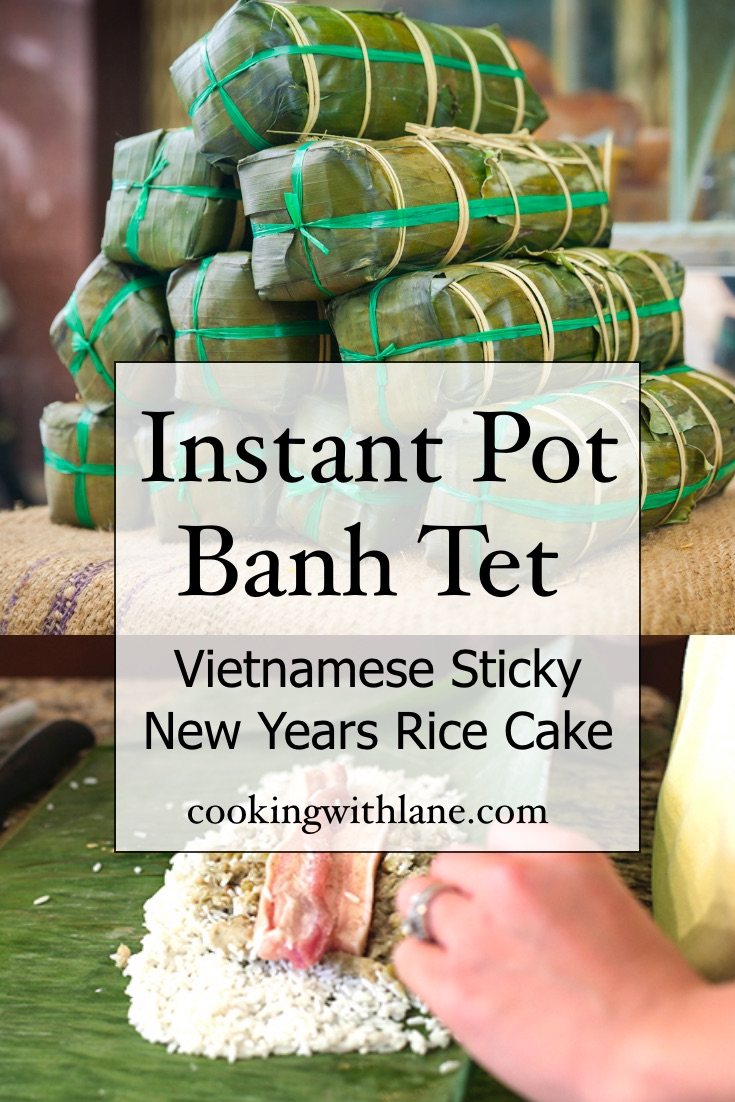 Instant Pot
Banh Tet
Vietnamese Sticky
New Years Rice Cake
cookingwithlane.com